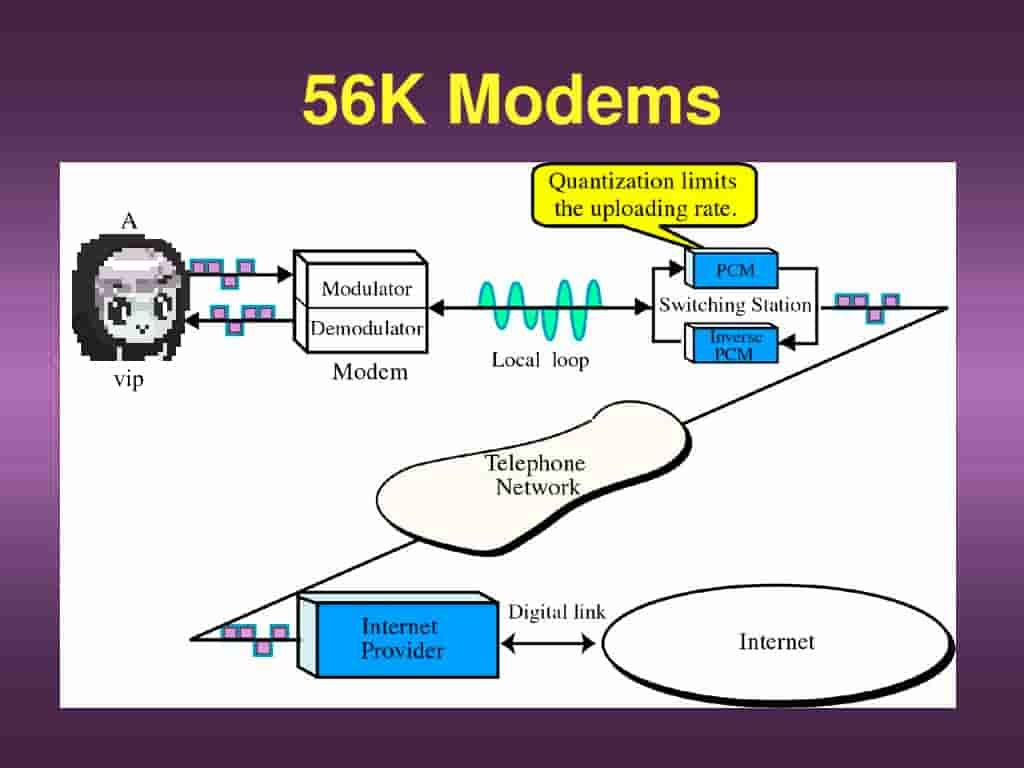 56K Modems
Quantization limits
the uploading rate.
A
PCM
Modulator
Switching Station
Demodulator
Inverse
PCM
Local loop
Modem
vip
Telephone
Network
Digital link
Internet
Provider
Internet